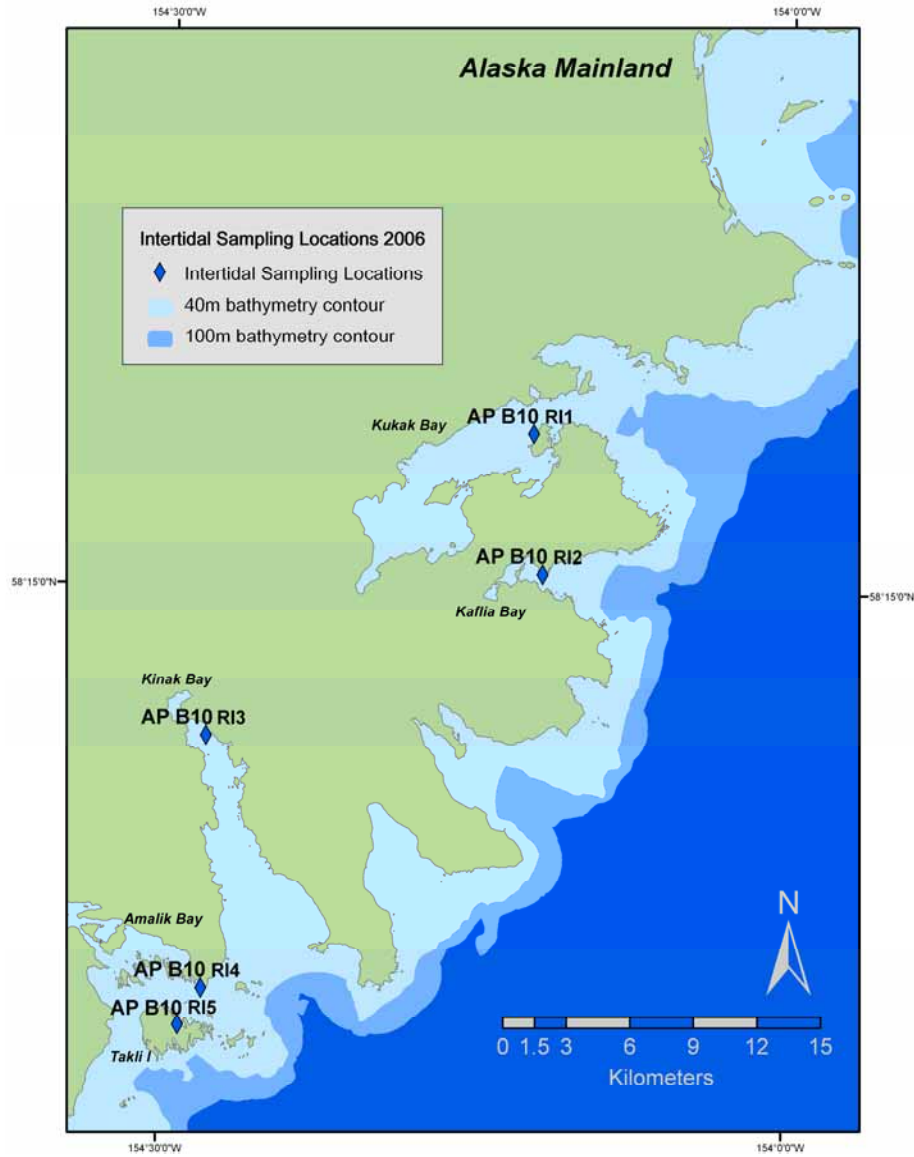 154°30'0"W
154°0'0"W
Alaska Mainland
Intertidal Sampling Locations 2006
Intertidal Sampling Locations
40m bathymetry contour
100m bathymetry contour
AP B10 RI1
Kukak Bay
AP B10 RI2
58°15'0"N
58°15'0"N
Kaflia Bay
Kinak Bay
AP B10 RI3
Amalik Bay
N
AP B10 RI4
AP B10 RI5
Takli I
0 1.5 3 6 9 12 15
Kilometers
154°30'0"W
154°0'0"W